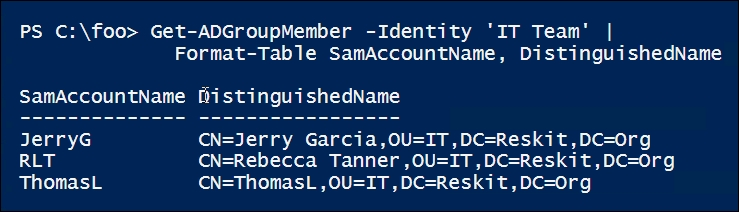 PS C:\foo> Get-ADGroupMember -Identity 'IT Team' |
Format-Table SamAccountName, DistinguishedName
SamAccountName DistinguishedName
-------------- -----------------
JerryG CN=Jerry Garcia,OU=IT,DC=Reskit,DC=Org
RLT CN=Rebecca Tanner,OU=IT,DC=Reskit,DC=Org
ThomasL CN=ThomasL,OU=IT,DC=Reskit,DC=Org